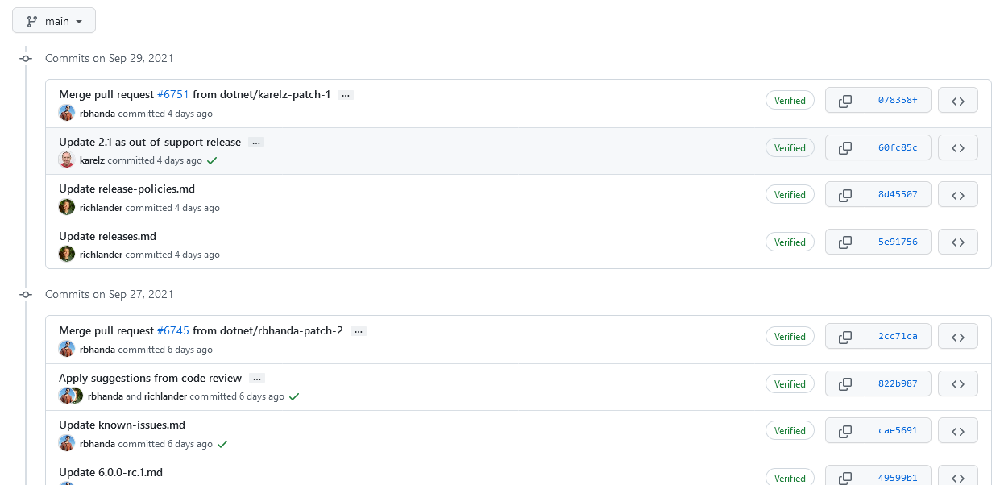 main
Commits on Sep 29, 2021
Merge pull request #6751 from dotnet/karelz-patch-1 ...
Verified
078358f
rbhanda committed 4 days ago
Update 2.1 as out-of-support release ...
Verified
60fc85c
karelz committed 4 days ago
Update release-policies.md
Verified
8d45507
richlander committed 4 days ago
Update releases.md
Verified
5e91756
richlander committed 4 days ago
Commits on Sep 27, 2021
Merge pull request #6745 from dotnet/rbhanda-patch-2 ...
Verified
2cc71ca
rbhanda committed 6 days ago
Apply suggestions from code review ...
Verified
822b987
rbhanda and richlander committed 6 days ago
Update known-issues.md
Verified
cae5691
rbhanda committed 6 days ago
Update 6.0.0-rc.1.md
Verified
49599b1